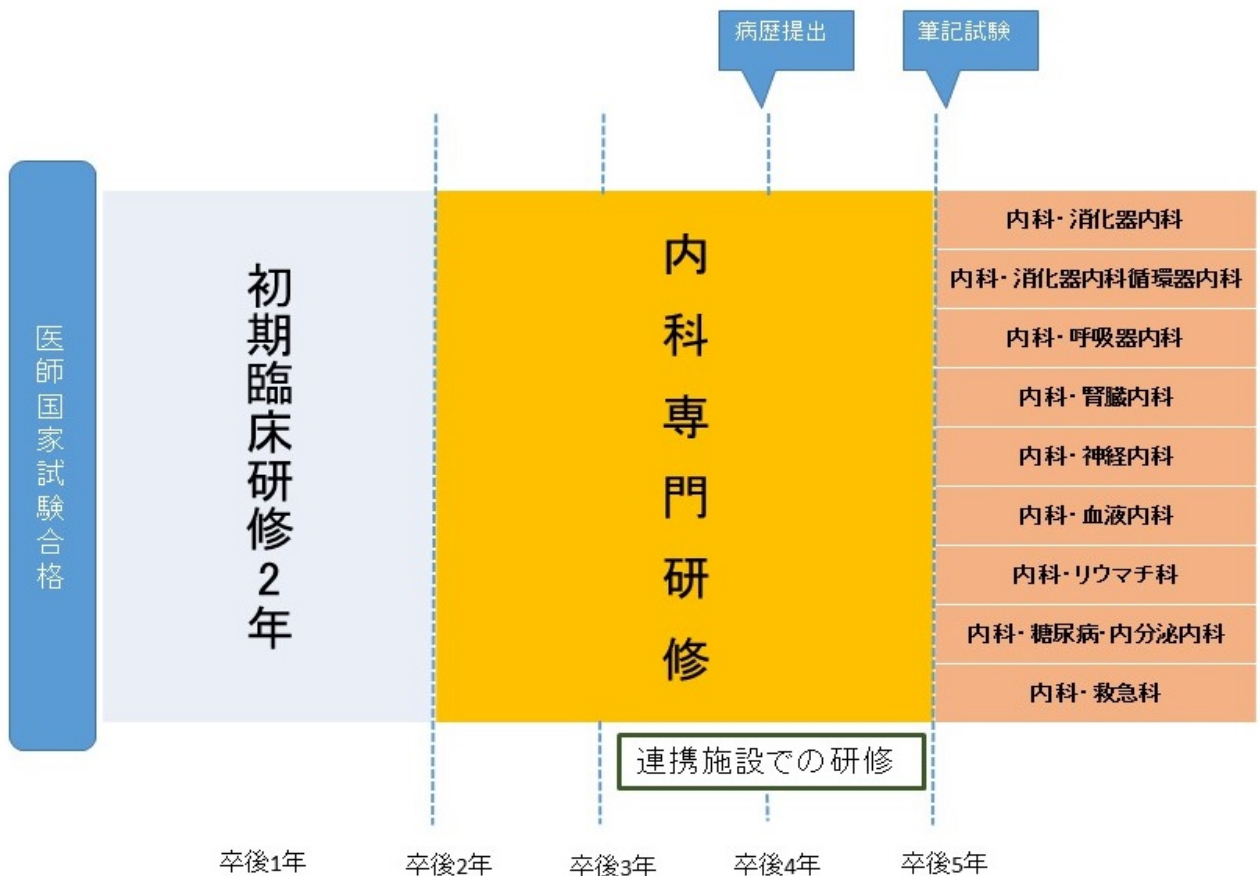 病歴提出
筆記試験
医師国家試験合格
初期臨床研修2年
内科専門研修
内科・消化器内科
内科・消化器内科循環器内科
内科・呼吸器内科
内科・腎臓内科
内科・神経内科
内科・血液内科
内科・リウマチ科
内科・糖尿病・内分泌内科
内科・救急科
連携施設での研修
卒後1年
卒後2年
卒後3年
卒後4年
卒後5年